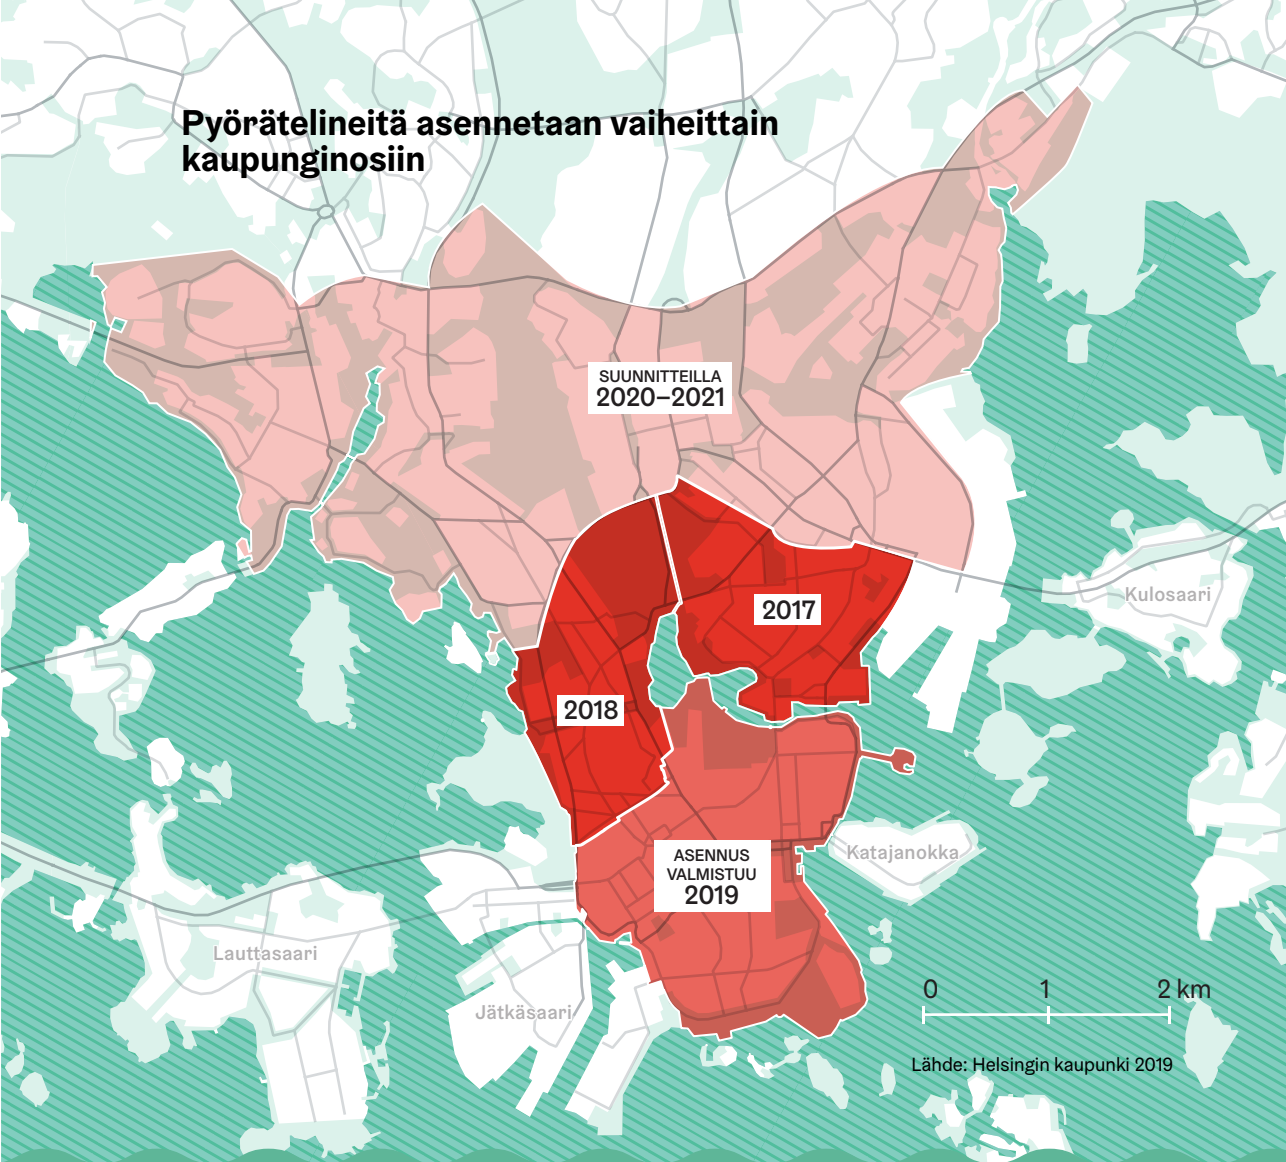 Pyörätelineitä asennetaan vaiheittain
kaupunginosiin
SUUNNITTEILLA
2020–2021
2017
Kulosaari
2018
ASENNUS
VALMISTUU
2019
Katajanokka
Lauttasaari
Jätkäsaari
0 1 2 km
Lähde: Helsingin kaupunki 2019